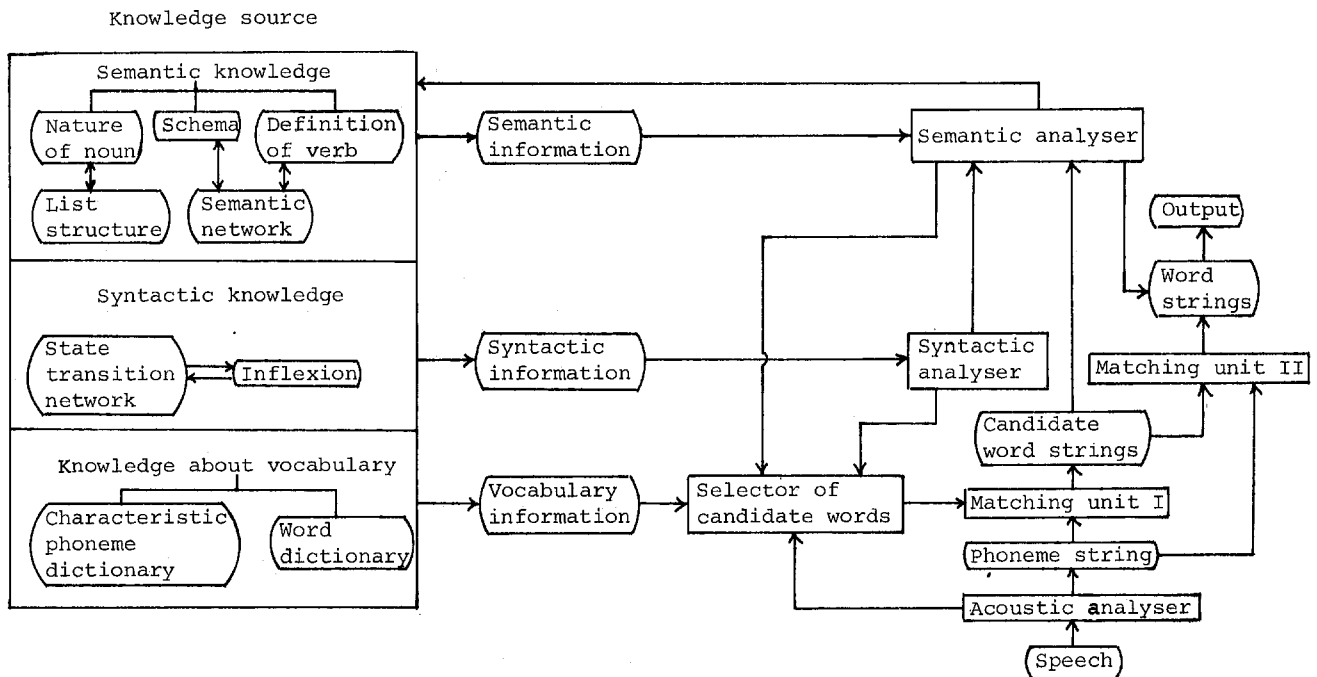 Knowledge source
Semantic knowledge
Nature
of noun
Schema
Definition
of verb
List
structure
Semantic
network
Semantic
information
Semantic analyser
Output
Word
strings
Syntactic knowledge
State
transition
network
Inflexion
Syntactic
information
Syntactic
analyser
Matching unit II
Candidate
word strings
Knowledge about vocabulary
Characteristic
phoneme
dictionary
Word
dictionary
Vocabulary
information
Selector of
candidate words
Matching unit I
Phoneme string
Acoustic analyser
Speech